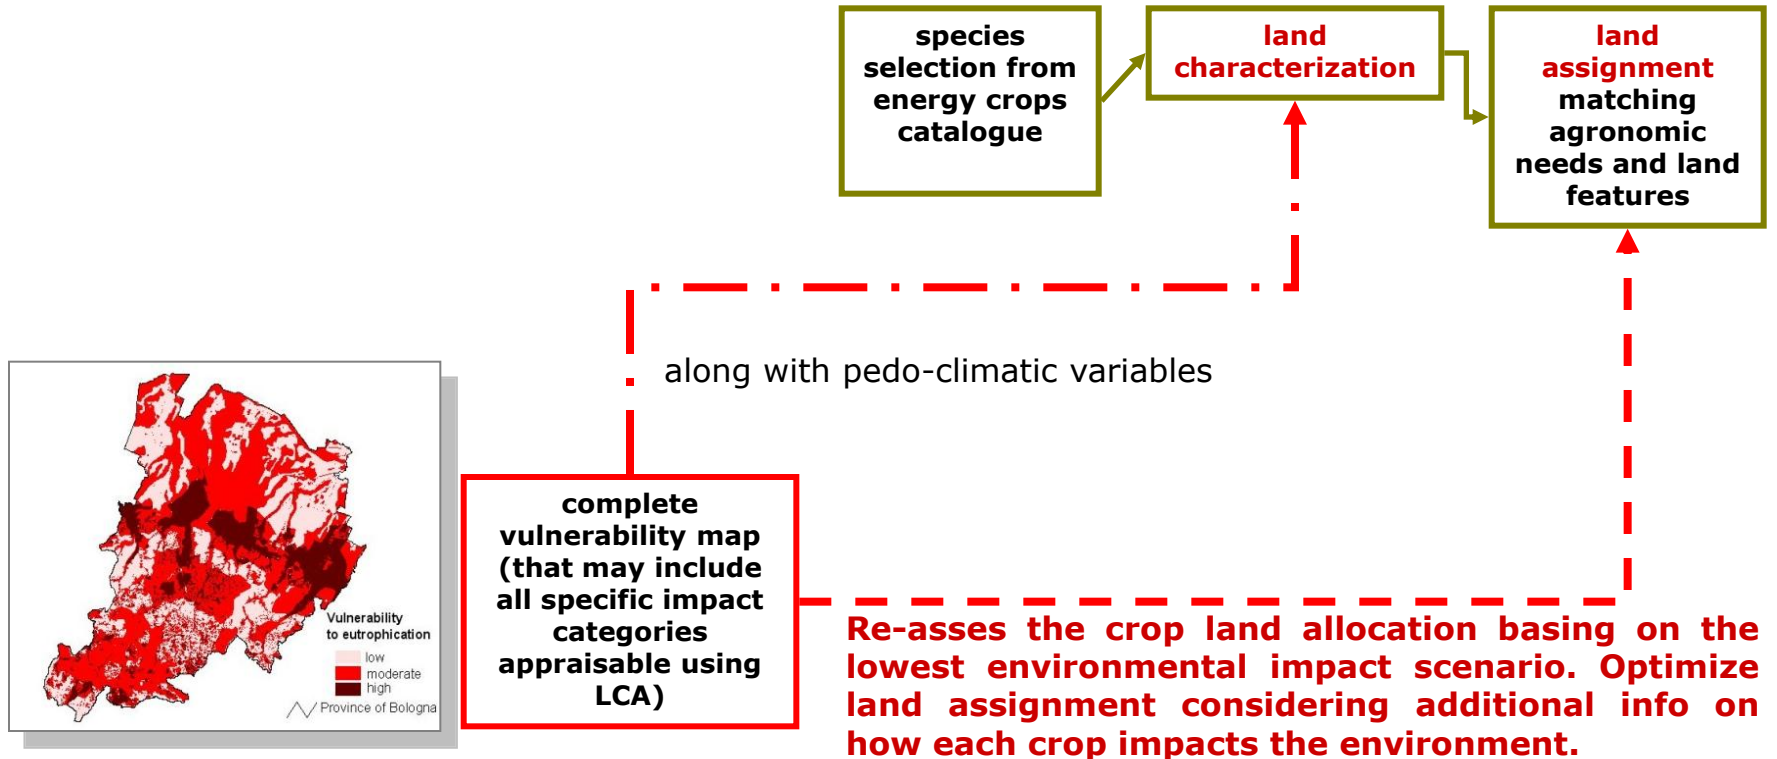 species
selection from
energy crops
catalogue
land
characterization
land
assignment
matching
agronomic
needs and land
features
along with pedo-climatic variables
Vulnerability
to eutrophication
low
moderate
high
Province of Bologna
complete
vulnerability map
(that may include
all specific impact
categories
appraisable using
LCA)
Re-asses the crop land allocation basing on the
lowest environmental impact scenario. Optimize
land assignment considering additional info on
how each crop impacts the environment.